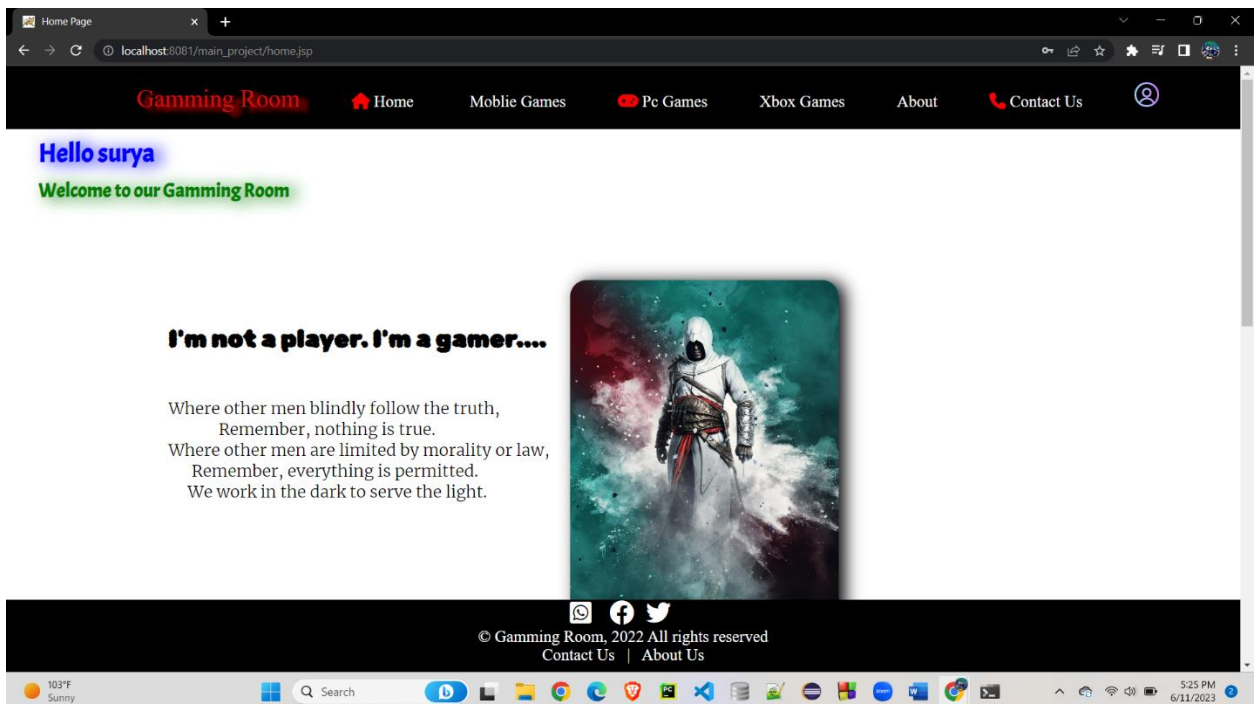 Home Page
localhost:8081/main_project/home.jsp
Gamming Room Home Moblie Games Pc Games Xbox Games About Contact Us
Hello surya
Welcome to our Gamming Room
I'm not a player. I'm a gamer....
Where other men blindly follow the truth,
Remember, nothing is true.
Where other men are limited by morality or law,
Remember, everything is permitted.
We work in the dark to serve the light.
© Gamming Room, 2022 All rights reserved
Contact Us | About Us
103°F
Sunny
Search
b
PC
zoom
W
5:25 PM
6/11/2023
2